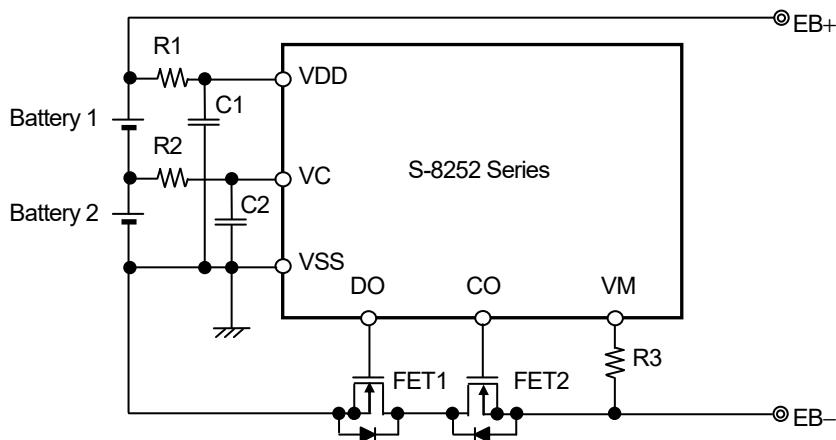 EB+
R1
VDD
C1
Battery 1
R2
S-8252 Series
VC
C2
Battery 2
VSS
DO CO VM
R3
FET1 FET2
EB−